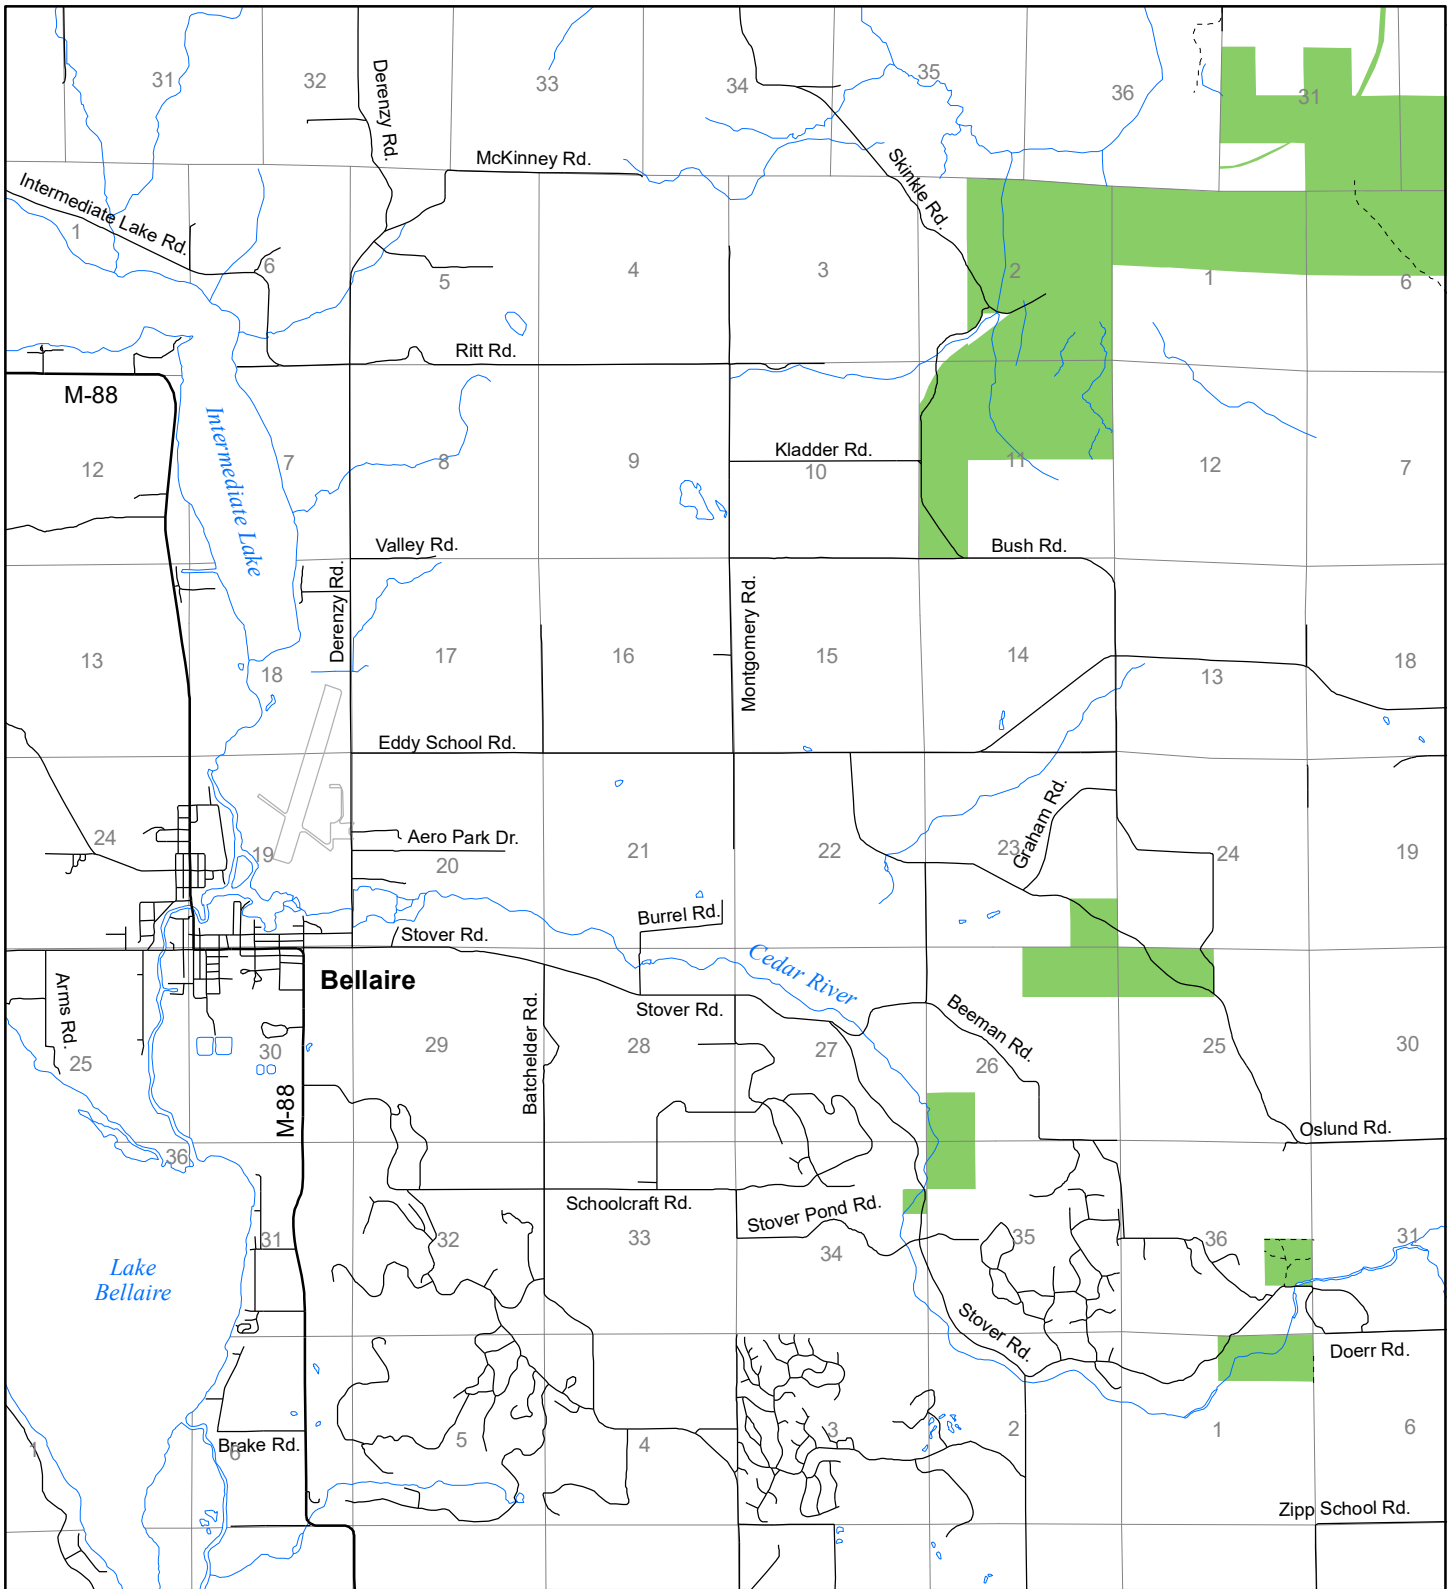 31
32
33
34
35
36
31
Derenzy Rd.
McKinney Rd.
Skinkle Rd.
Intermediate Lake Rd.
1
6
5
4
3
2
1
6
Ritt Rd.
M-88
Intermediate Lake
12
7
8
9
Kladder Rd.
10
11
12
7
Valley Rd.
Bush Rd.
Derenzy Rd.
Montgomery Rd.
13
18
17
16
15
14
13
18
Eddy School Rd.
Graham Rd.
24
19
Aero Park Dr.
20
21
22
23
24
19
Burrel Rd.
Stover Rd.
Cedar River
Bellaire
Arms Rd.
Batchelder Rd.
Stover Rd.
Beeman Rd.
25
30
29
28
27
26
25
30
M-88
Oslund Rd.
36
Schoolcraft Rd.
Stover Pond Rd.
31
32
33
34
35
36
31
Lake
Bellaire
Stover Rd.
Doerr Rd.
1
Brake Rd.
6
5
4
3
2
1
6
Zipp School Rd.